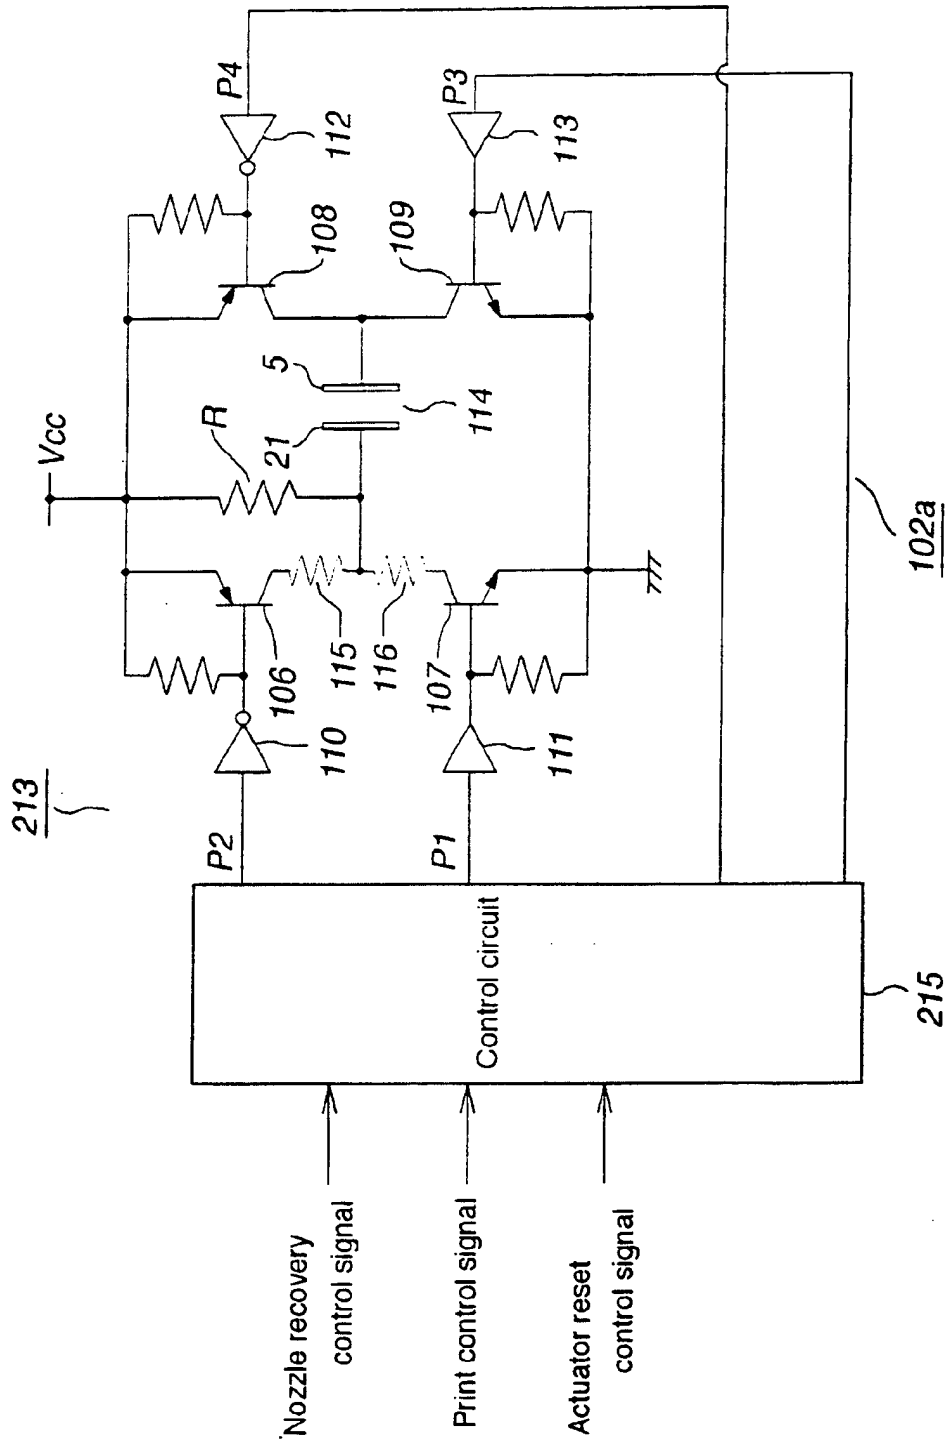 213
Vcc
P4
P3
112
113
108
109
5
114
21
R
106
115
116
107
110
111
P2
P1
102a
Control circuit
215
Nozzle recovery
control signal
Print control signal
Actuator reset
control signal